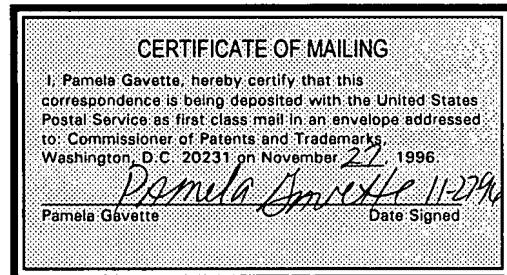 CERTIFICATE OF MAILING
I, Pamela Gavette, hereby certify that this
correspondence is being deposited with the United States
Postal Service as first class mail in an envelope addressed
to: Commissioner of Patents and Trademarks,
Washington, D.C. 20231 on November 27 1996.
Pamela Gavette 11-27-96
Pamela Gavette Date Signed